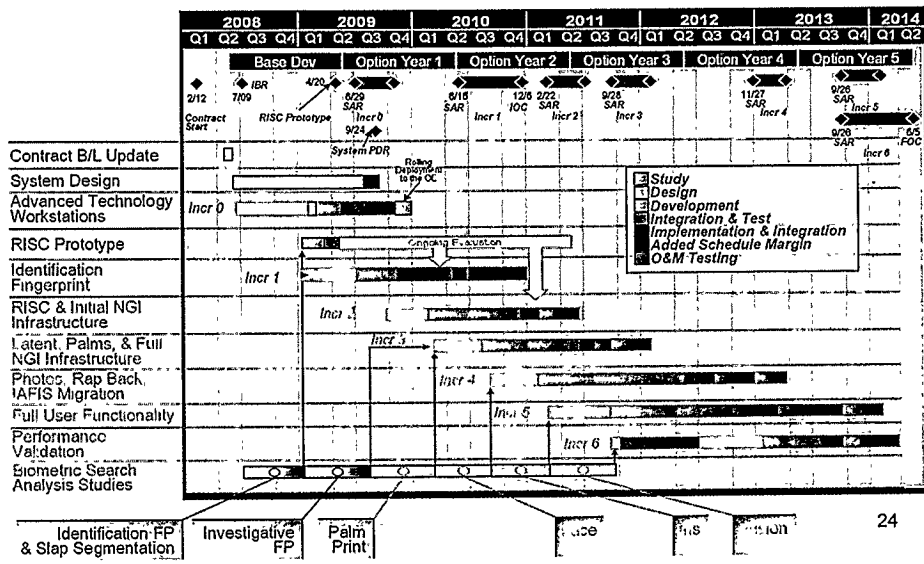 2008 2009 2010 2011 2012 2013 2014
Q1 Q2 Q3 Q4 Q1 Q2 Q3 Q4 Q1 Q2 Q3 Q4 Q1 Q2 Q3 Q4 Q1 Q2 Q3 Q4 Q1 Q2 Q3 Q4 Q1 Q2
Base Dev Option Year 1 Option Year 2 Option Year 3 Option Year 4 Option Year 5
2/12
Contract Start
7/09
IBR
4/20
RISC Prototype
6/29
SAR
Incr 0
9/24
System PDR
6/15
SAR
Incr 1
12/6
IOC
2/22
SAR
Incr 2
9/28
SAR
Incr 3
11/27
SAR
Incr 4
9/26
SAR
Incr 5
9/26
SAR
Incr 6
6/5
FOC
Contract B/L Update
System Design
Rolling
Deployment
to the OE
Advanced Technology
Workstations
Incr 0
Study
Design
Development
Integration & Test
Implementation & Integration
Added Schedule Margin
O&M Testing
RISC Prototype
Ongoing Evaluation
Identification
Fingerprint
Incr 1
RISC & Initial NGI
Infrastructure
Incr
Latent, Palms, & Full
NGI Infrastructure
Incr 3
Photos, Rap Back,
IAFIS Migration
Incr 4
Full User Functionality
Incr 5
Performance
Validation
Incr 6
Biometric Search
Analysis Studies
Identification FP
& Slap Segmentation
Investigative
FP
Palm
Print
24